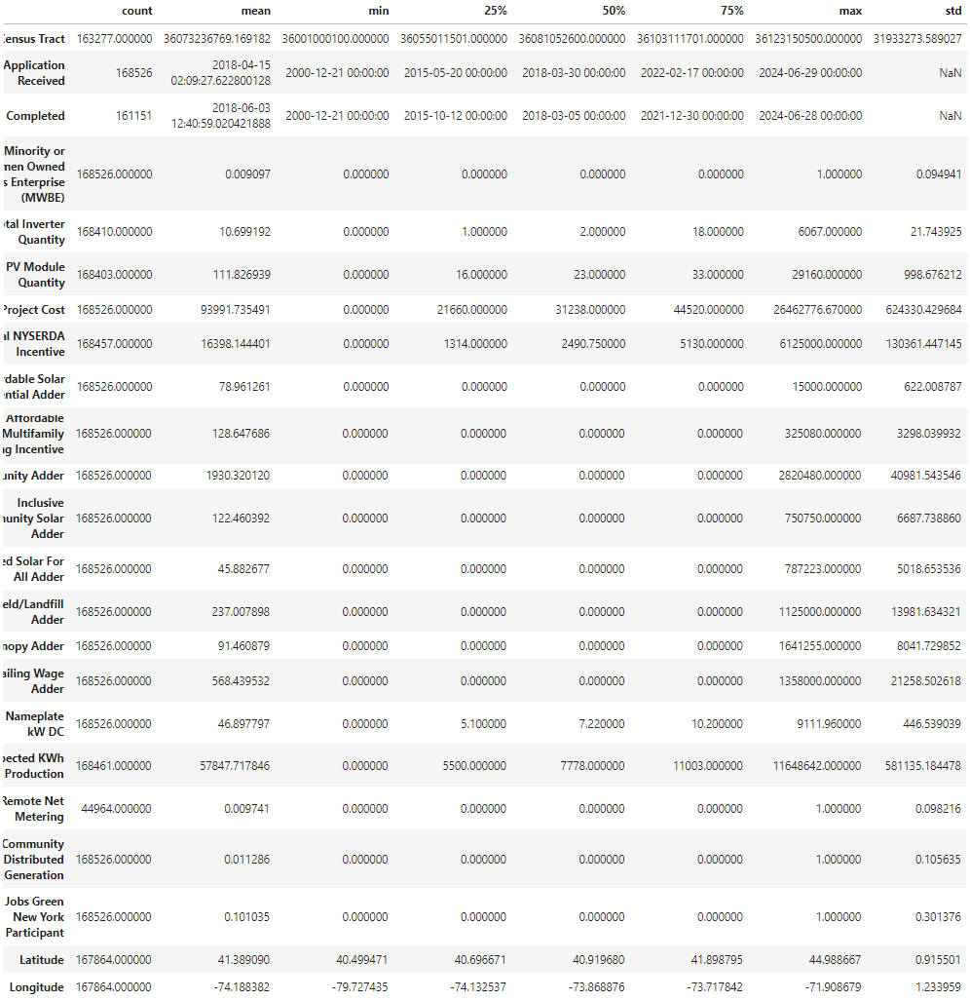 count mean min 25% 50% 75% max std
Census Tract 163277.000000 36073236769.169182 36001000100.000000 36055011501.000000 36081052600.000000 36103111701.000000 36123150500.000000 31933273.589027
Application
Received
168526
2018-04-15
02:09:27.622800128
2000-12-21 00:00:00 2015-05-20 00:00:00 2018-03-30 00:00:00 2022-02-17 00:00:00 2024-06-29 00:00:00 NaN
Completed 161151
2018-06-03
12:40:59.020421888
2000-12-21 00:00:00 2015-10-12 00:00:00 2018-03-05 00:00:00 2021-12-30 00:00:00 2024-06-28 00:00:00 NaN
Minority or
men Owned
s Enterprise
(MWBE)
168526.000000 0.009097 0.000000 0.000000 0.000000 0.000000 1.000000 0.094941
tal Inverter
Quantity
168410.000000 10.699192 0.000000 1.000000 2.000000 18.000000 6067.000000 21.743925
PV Module
Quantity
168403.000000 111.826939 0.000000 16.000000 23.000000 33.000000 29160.000000 998.676212
Project Cost 168526.000000 93991.735491 0.000000 21660.000000 31238.000000 44520.000000 26462776.670000 624330.429684
al NYSERDA
Incentive
168457.000000 16398.144401 0.000000 1314.000000 2490.750000 5130.000000 6125000.000000 130361.447145
rdable Solar
ential Adder
168526.000000 78.961261 0.000000 0.000000 0.000000 0.000000 15000.000000 622.008787
Affordable
Multifamily
ng Incentive
168526.000000 128.647686 0.000000 0.000000 0.000000 0.000000 325080.000000 3298.039932
unity Adder 168526.000000 1930.320120 0.000000 0.000000 0.000000 0.000000 2820480.000000 40981.543546
Inclusive
munity Solar
Adder
168526.000000 122.460392 0.000000 0.000000 0.000000 0.000000 750750.000000 6687.738860
ed Solar For
All Adder
168526.000000 45.882677 0.000000 0.000000 0.000000 0.000000 787223.000000 5018.653536
eld/Landfill
Adder
168526.000000 237.007898 0.000000 0.000000 0.000000 0.000000 1125000.000000 13981.634321
nopy Adder 168526.000000 91.460879 0.000000 0.000000 0.000000 0.000000 1641255.000000 8041.729852
ailing Wage
Adder
168526.000000 568.439532 0.000000 0.000000 0.000000 0.000000 1358000.000000 21258.502618
Nameplate
kW DC
168526.000000 46.897797 0.000000 5.100000 7.220000 10.200000 9111.960000 446.539039
pected KWh
Production
168461.000000 57847.717846 0.000000 5500.000000 7778.000000 11003.000000 11648642.000000 581135.184478
Remote Net
Metering
44964.000000 0.009741 0.000000 0.000000 0.000000 0.000000 1.000000 0.098216
Community
Distributed
Generation
168526.000000 0.011286 0.000000 0.000000 0.000000 0.000000 1.000000 0.105635
Jobs Green
New York
Participant
168526.000000 0.101035 0.000000 0.000000 0.000000 0.000000 1.000000 0.301376
Latitude 167864.000000 41.389090 40.499471 40.696671 40.919680 41.898795 44.988667 0.915501
Longitude 167864.000000 -74.188382 -79.727435 -74.132537 -73.868876 -73.717842 -71.908679 1.233959